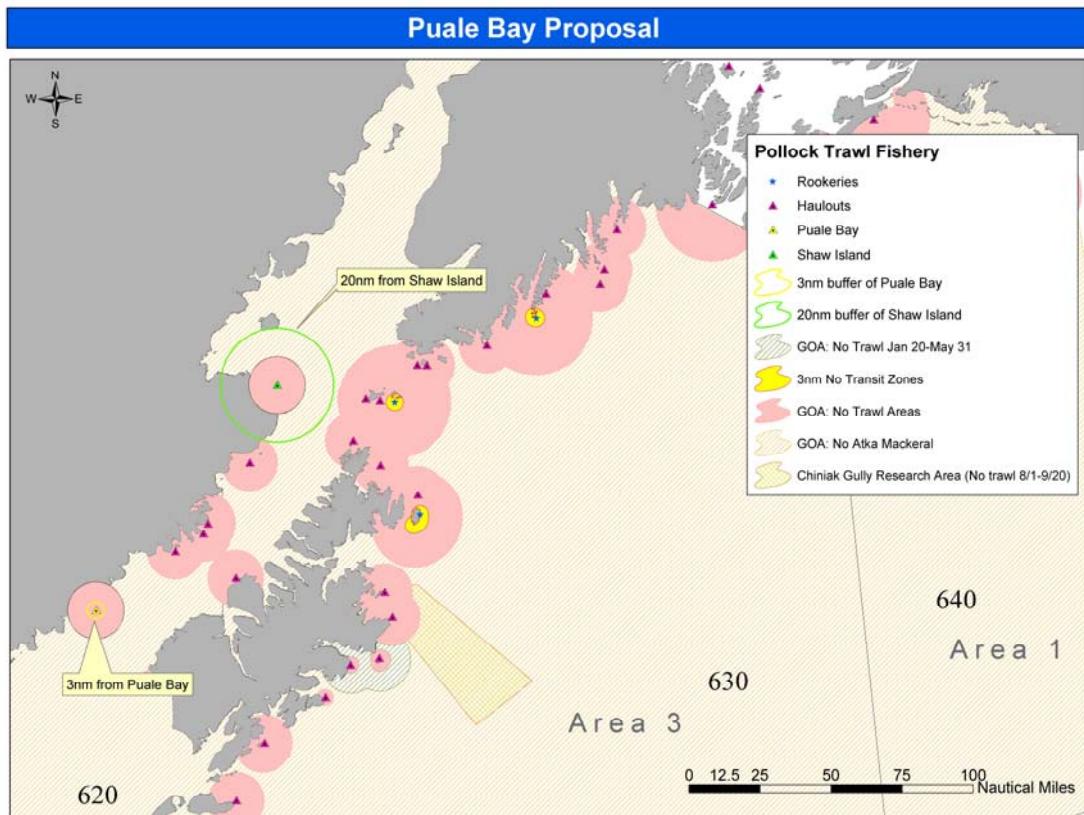 Puale Bay Proposal
N
W E
S
20nm from Shaw Island
3nm from Puale Bay
Pollock Trawl Fishery
Rookeries
Haulouts
Puale Bay
Shaw Island
3nm buffer of Puale Bay
20nm buffer of Shaw Island
GOA: No Trawl Jan 20-May 31
3nm No Transit Zones
GOA: No Trawl Areas
GOA: No Atka Mackeral
Chiniak Gully Research Area (No trawl 8/1-9/20)
640
Area 1
630
Area 3
620
0 12.5 25 50 75 100
Nautical Miles